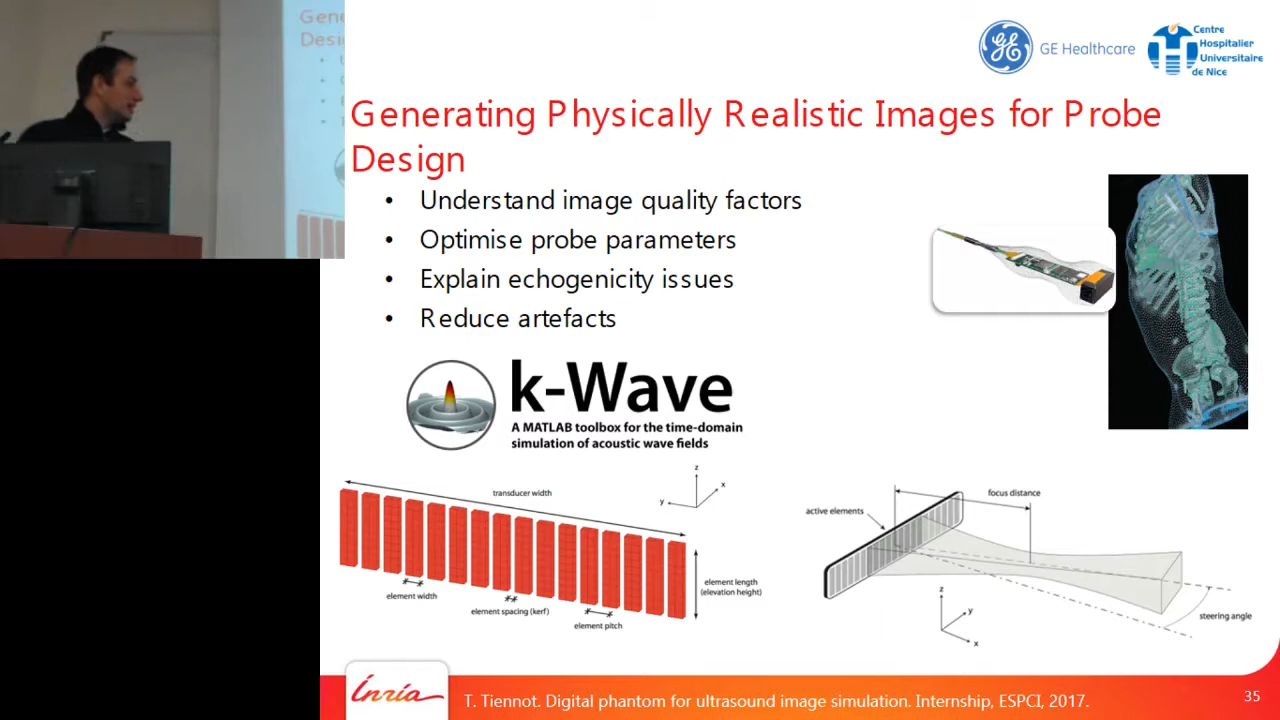 Gene
Desi
GE
GE Healthcare
Centre
Hospitalier
Universitaire
de Nice
Generating Physically Realistic Images for Probe
Design
• Understand image quality factors
• Optimise probe parameters
• Explain echogenicity issues
• Reduce artefacts
k-Wave
A MATLAB toolbox for the time-domain
simulation of acoustic wave fields
transducer width
z
x
y
element width
element spacing (kerf)
element pitch
element length
(elevation height)
focus distance
active elements
z
y
x
steering angle
Inria
T. Tiennot. Digital phantom for ultrasound image simulation. Internship, ESPCI, 2017.
35